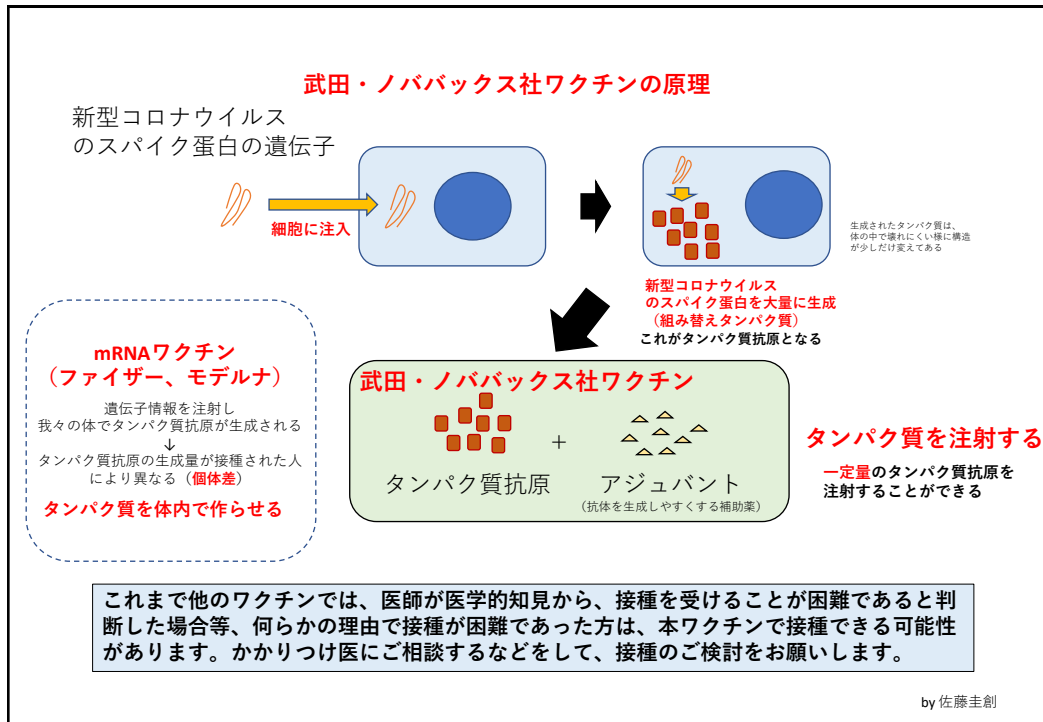 武田・ノババックス社ワクチンの原理
新型コロナウイルス
のスパイク蛋白の遺伝子
細胞に注入
生成されたタンパク質は、
体の中で壊れにくい様に構造
が少しだけ変えてある
新型コロナウイルス
のスパイク蛋白を大量に生成
（組み替えタンパク質）
これがタンパク質抗原となる
mRNAワクチン
（ファイザー、モデルナ）
遺伝子情報を注射し
我々の体でタンパク質抗原が生成される
↓
タンパク質抗原の生成量が接種された人
により異なる（個体差）
タンパク質を体内で作らせる
武田・ノババックス社ワクチン
+
タンパク質抗原
アジュバント
（抗体を生成しやすくする補助薬）
タンパク質を注射する
一定量のタンパク質抗原を
注射することができる
これまで他のワクチンでは、医師が医学的知見から、接種を受けることが困難であると判
断した場合等、何らかの理由で接種が困難であった方は、本ワクチンで接種できる可能性
があります。かかりつけ医にご相談するなどをして、接種のご検討をお願いします。
by 佐藤圭創